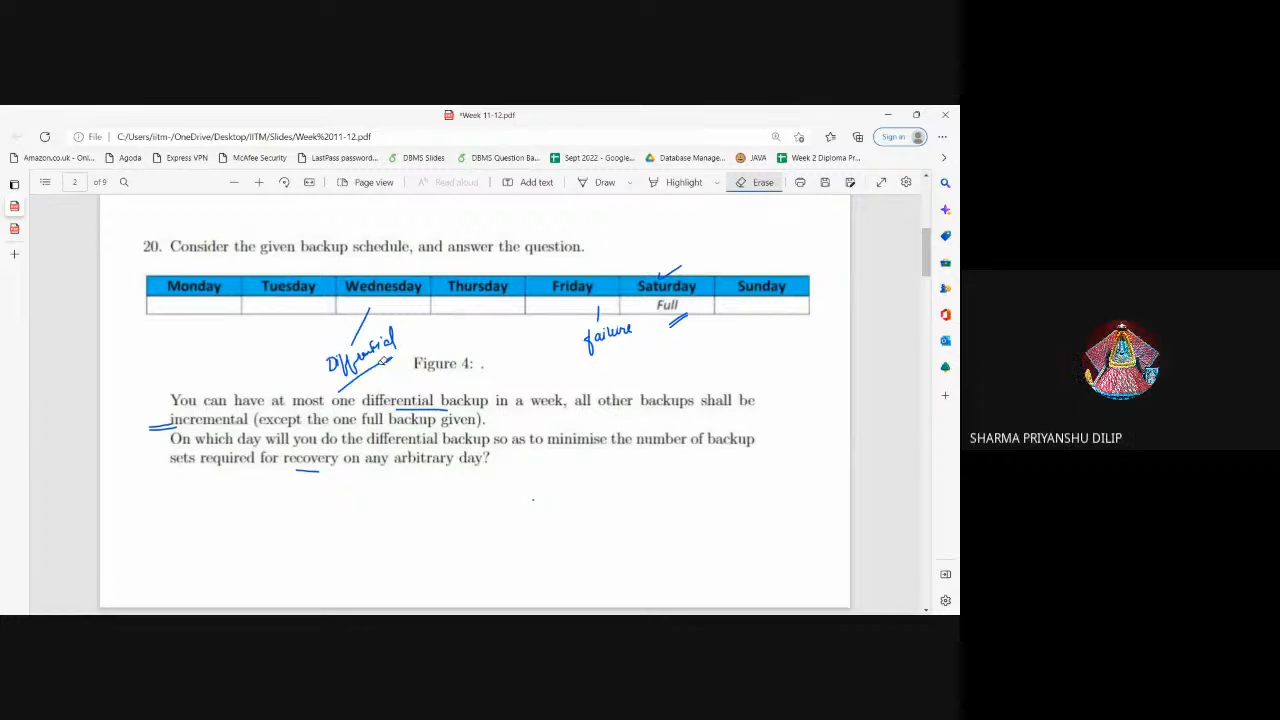 *Week 11-12.pdf
File C:/Users/iitm-/OneDrive/Desktop/IITM/Slides/Week%2011-12.pdf Sign in
Amazon.co.uk - Onl... Agoda Express VPN McAfee Security LastPass password... DBMS Slides DBMS Question Ba... Sept 2022 - Google... Database Manage... JAVA Week 2 Diploma Pr...
2 of 9 Page view Read aloud Add text Draw Highlight Erase
20. Consider the given backup schedule, and answer the question.
Monday Tuesday Wednesday Thursday Friday Saturday Sunday
Full
Differential
failure
Figure 4: .
You can have at most one differential backup in a week, all other backups shall be
incremental (except the one full backup given).
On which day will you do the differential backup so as to minimise the number of backup
sets required for recovery on any arbitrary day?
SHARMA PRIYANSHU DILIP